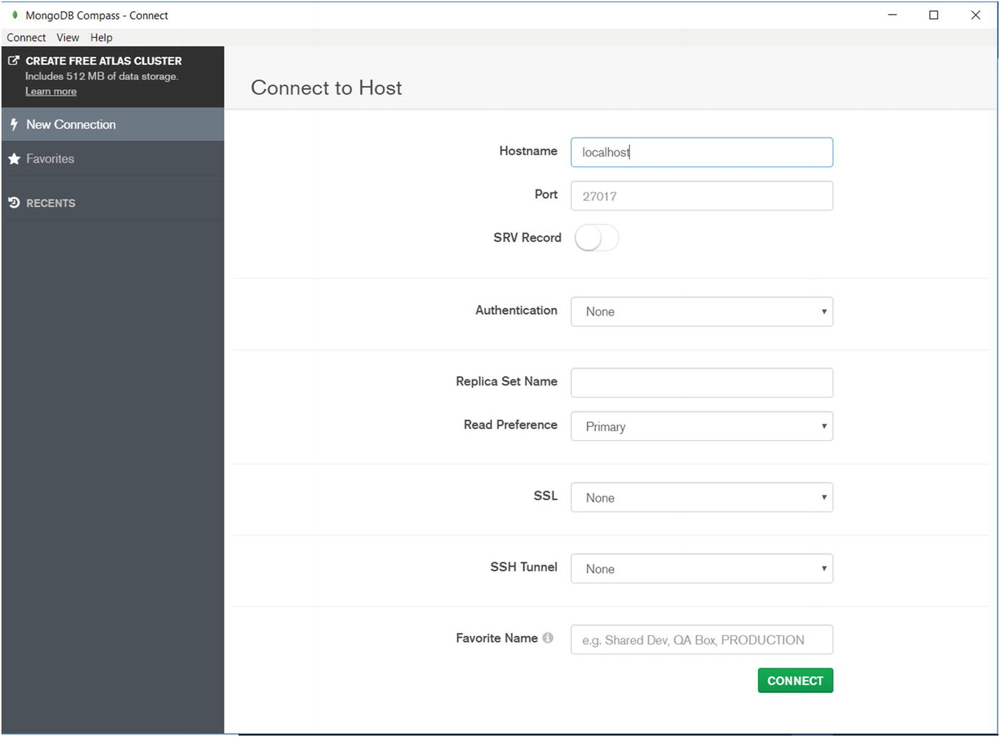 MongoDB Compass - Connect
Connect View Help
CREATE FREE ATLAS CLUSTER
Includes 512 MB of data storage.
Learn more
New Connection
Favorites
RECENTS
Connect to Host
Hostname localhost
Port 27017
SRV Record
Authentication None
Replica Set Name
Read Preference Primary
SSL None
SSH Tunnel None
Favorite Name e.g. Shared Dev, QA Box, PRODUCTION
CONNECT